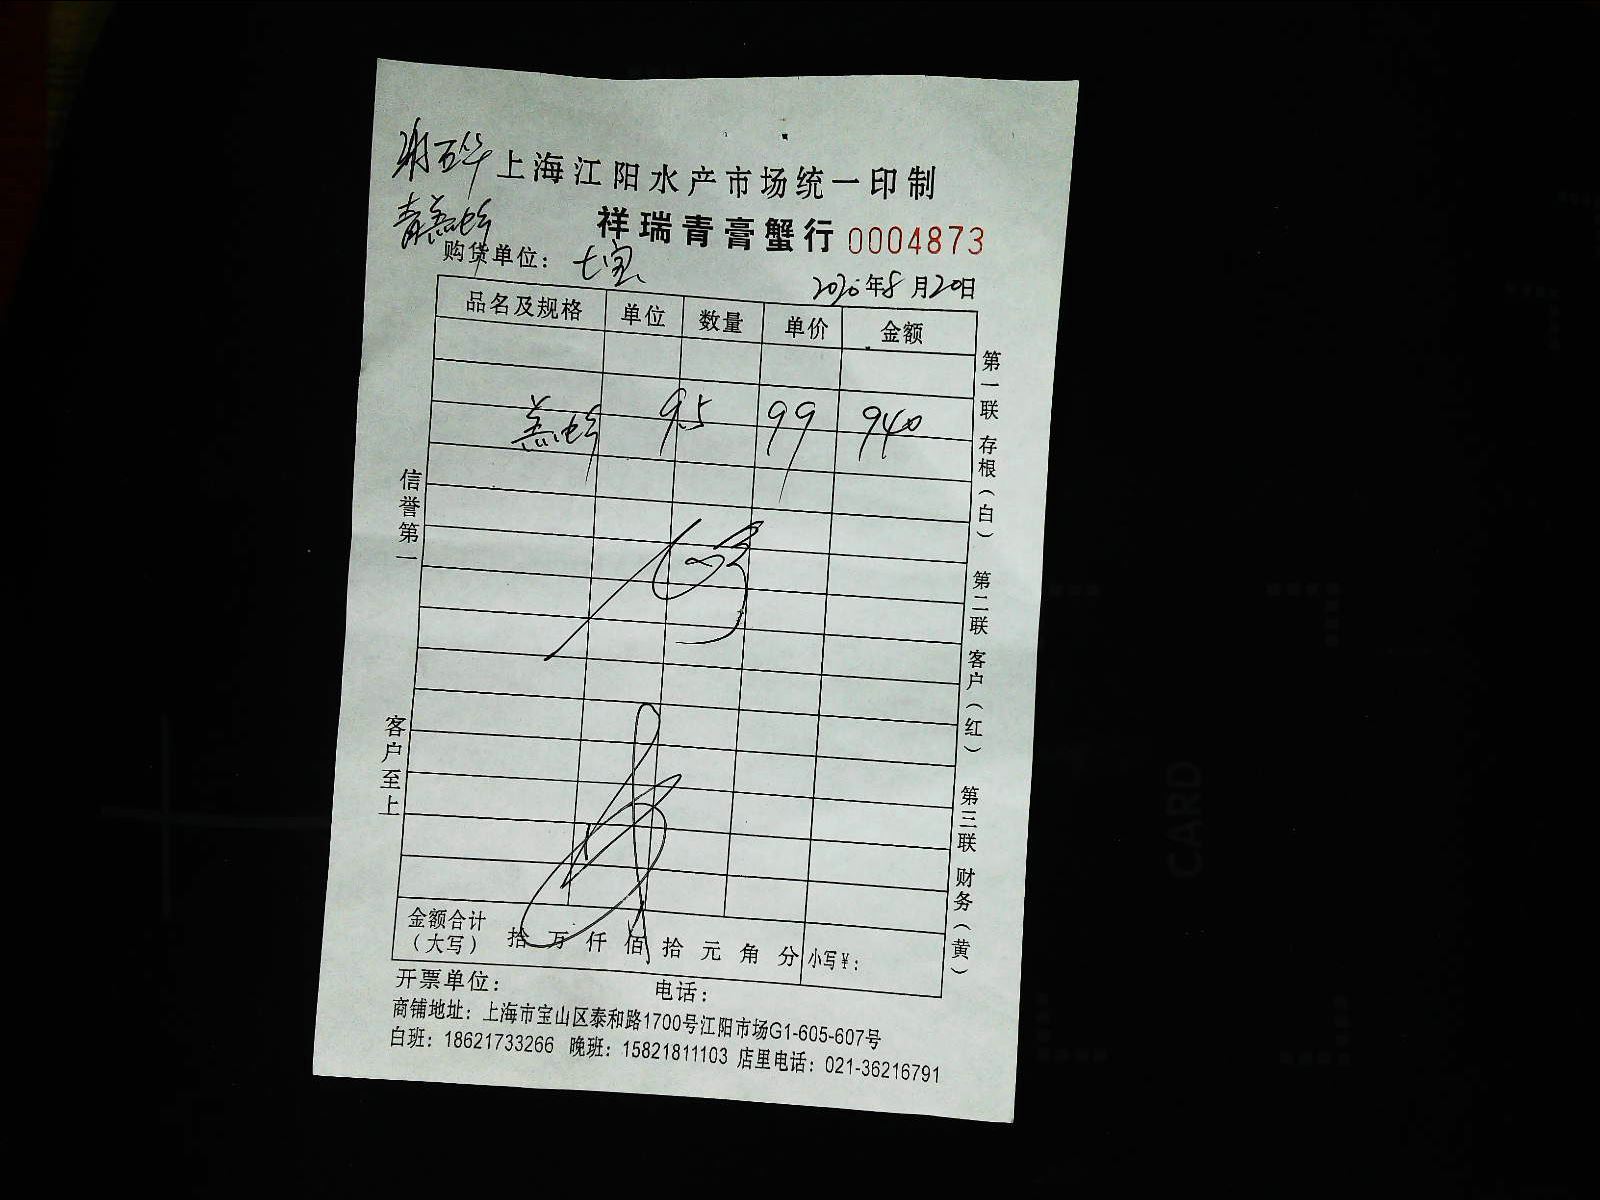 上海江阳水产市场统一印制
祥瑞青膏蟹行 0004873
购货单位： 七宝
2020年8月20日
品名及规格 单位 数量 单价 金额
9.5 99 940
信誉第一
客户至上
第一联 存根（白）
第二联 客户（红）
第三联 财务（黄）
金额合计
（大写） 拾 万 仟 佰 拾 元 角 分 小写¥：
开票单位： 电话：
商铺地址：上海市宝山区泰和路1700号江阳市场G1-605-607号
白班：18621733266 晚班：15821811103 店里电话：021-36216791